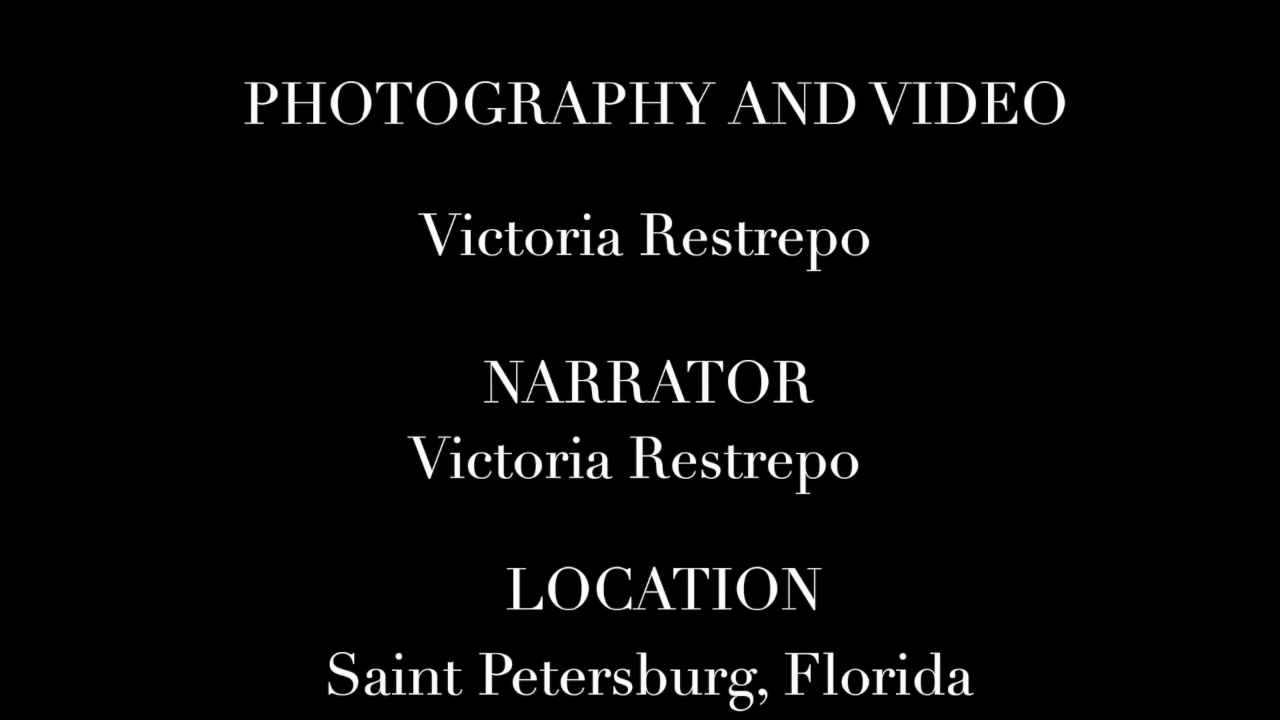 PHOTOGRAPHY AND VIDEO
Victoria Restrepo
NARRATOR
Victoria Restrepo
LOCATION
Saint Petersburg, Florida